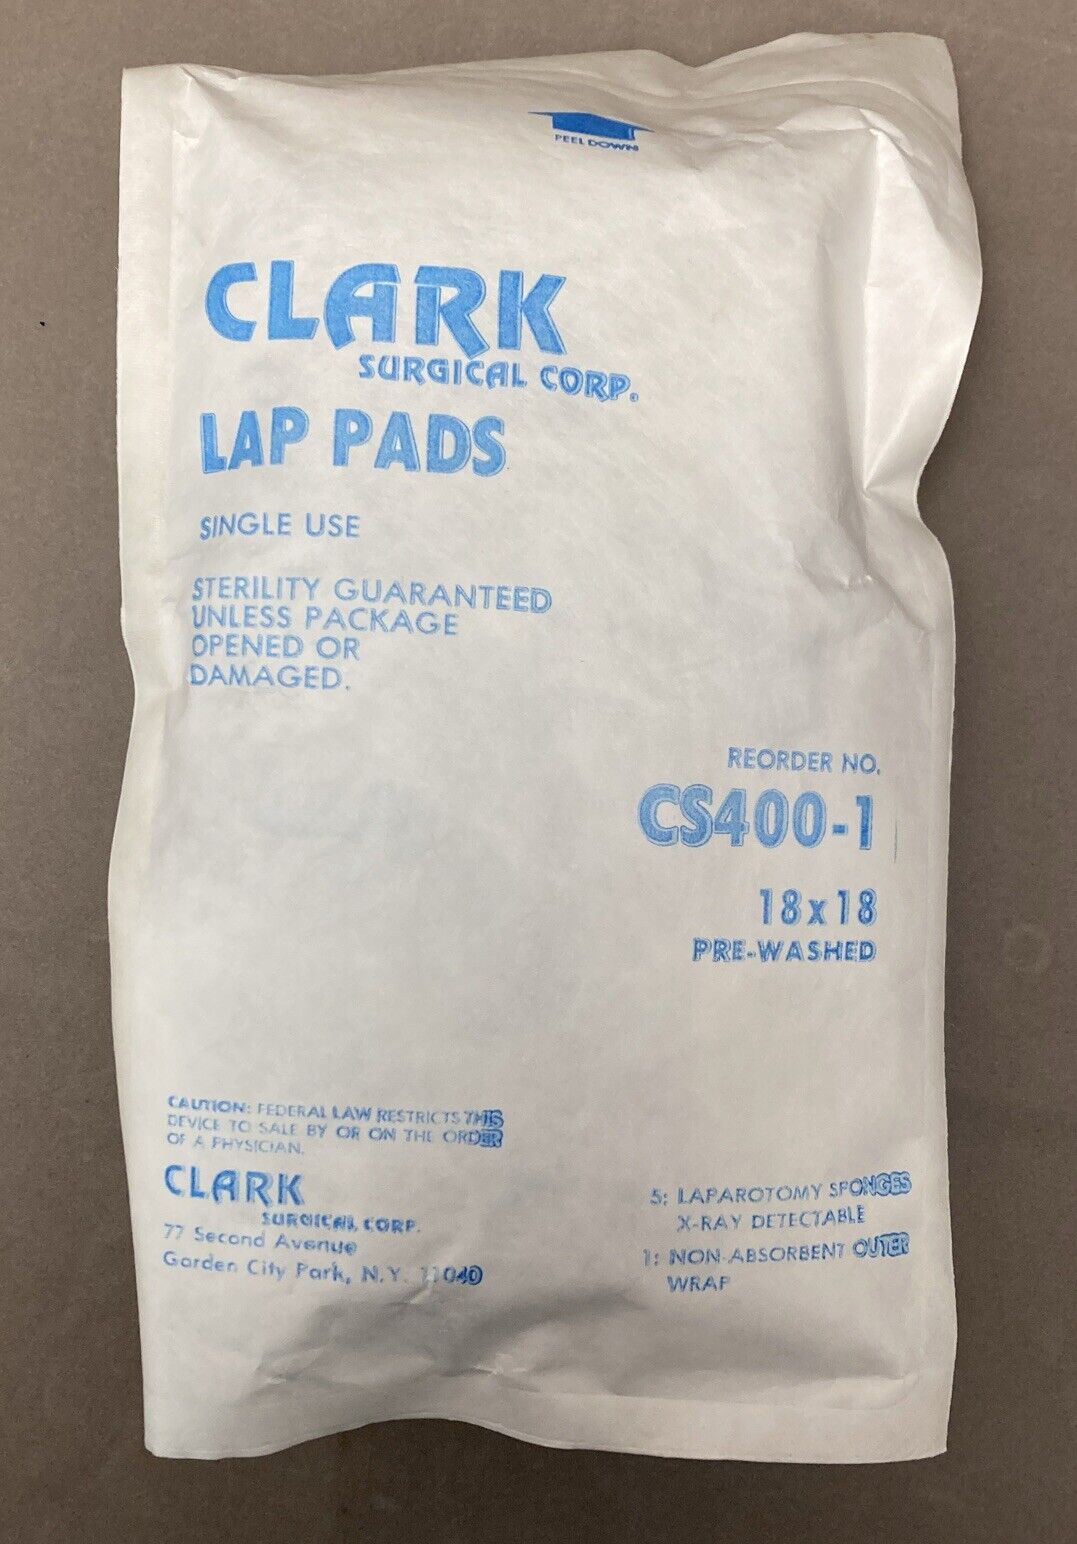 PEEL DOWN
CLARK
SURGICAL CORP.
LAP PADS
SINGLE USE
STERILITY GUARANTEED
UNLESS PACKAGE
OPENED OR
DAMAGED.
REORDER NO.
CS400-1
18x18
PRE-WASHED
CAUTION: FEDERAL LAW RESTRICTS THIS
DEVICE TO SALE BY OR ON THE ORDER
OF A PHYSICIAN.
CLARK
SURGICAL CORP.
77 Second Avenue
Garden City Park, N.Y. 11040
5: LAPAROTOMY SPONGES
X-RAY DETECTABLE
1: NON-ABSORBENT OUTER
WRAP